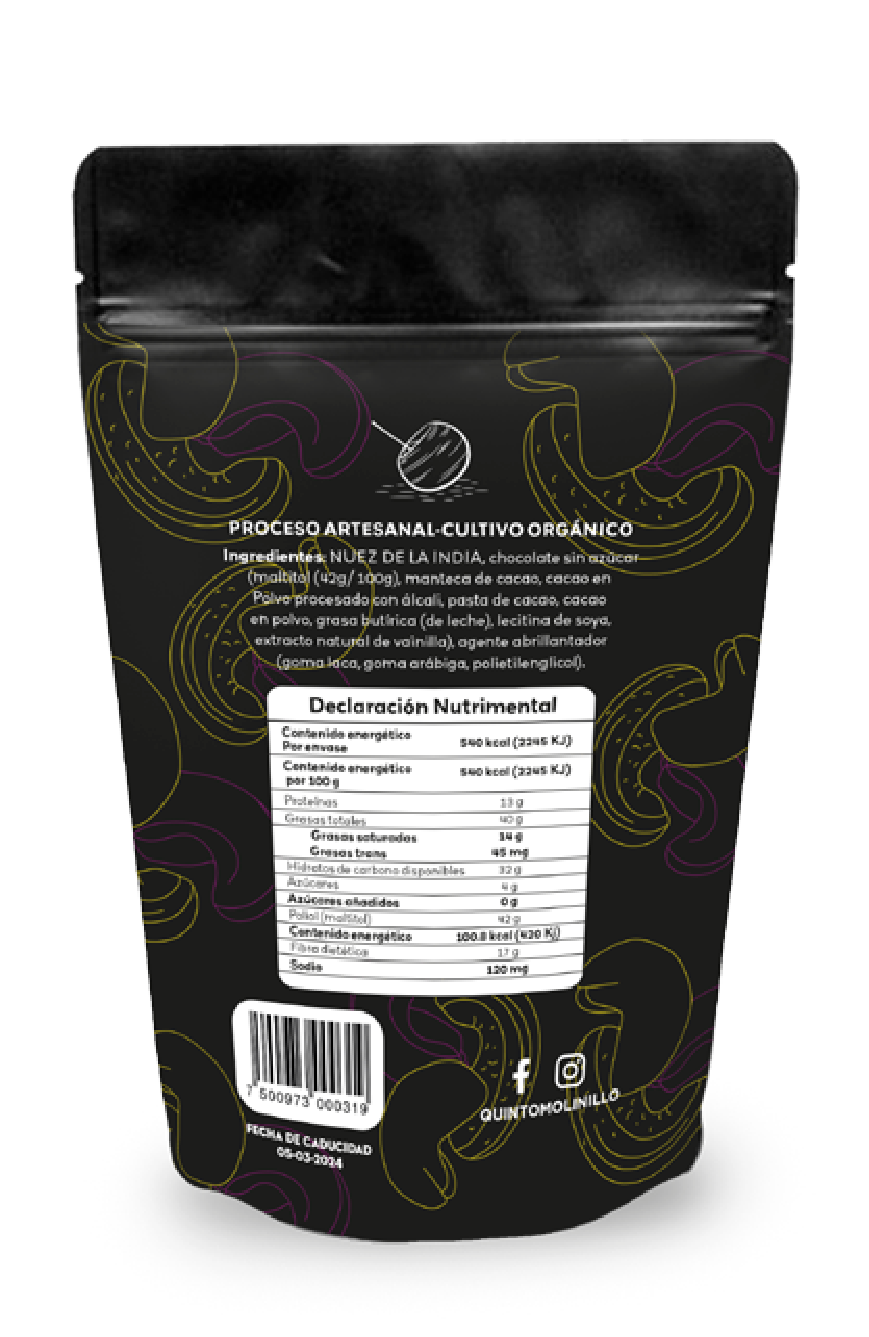 PROCESO ARTESANAL·CULTIVO ORGÁNICO
Ingredientes: NUEZ DE LA INDIA, chocolate sin azúcar
(maltitol (42g/100g), manteca de cacao, cacao en
Polvo procesado con álcali, pasta de cacao, cacao
en polvo, grasa butírica (de leche), lecitina de soya,
extracto natural de vainilla), agente abrillantador
(goma laca, goma arábiga, polietilenglicol).
Declaración Nutrimental
Contenido energético
Por envase 540 kcal (2245 KJ)
Contenido energético
por 100 g 540 kcal (2245 KJ)
Proteínas 13 g
Grasas totales 40 g
Grasas saturadas 14 g
Grasas trans 45 mg
Hidratos de carbono disponibles 32 g
Azúcares 4 g
Azúcares añadidos 0 g
Poliol (maltitol) 42 g
Contenido energético 100.8 kcal (420 Kj)
Fibra dietética 17 g
Sodio 120 mg
7 500973 000319
FECHA DE CADUCIDAD
05-03-2024
QUINTOMOLINILLO